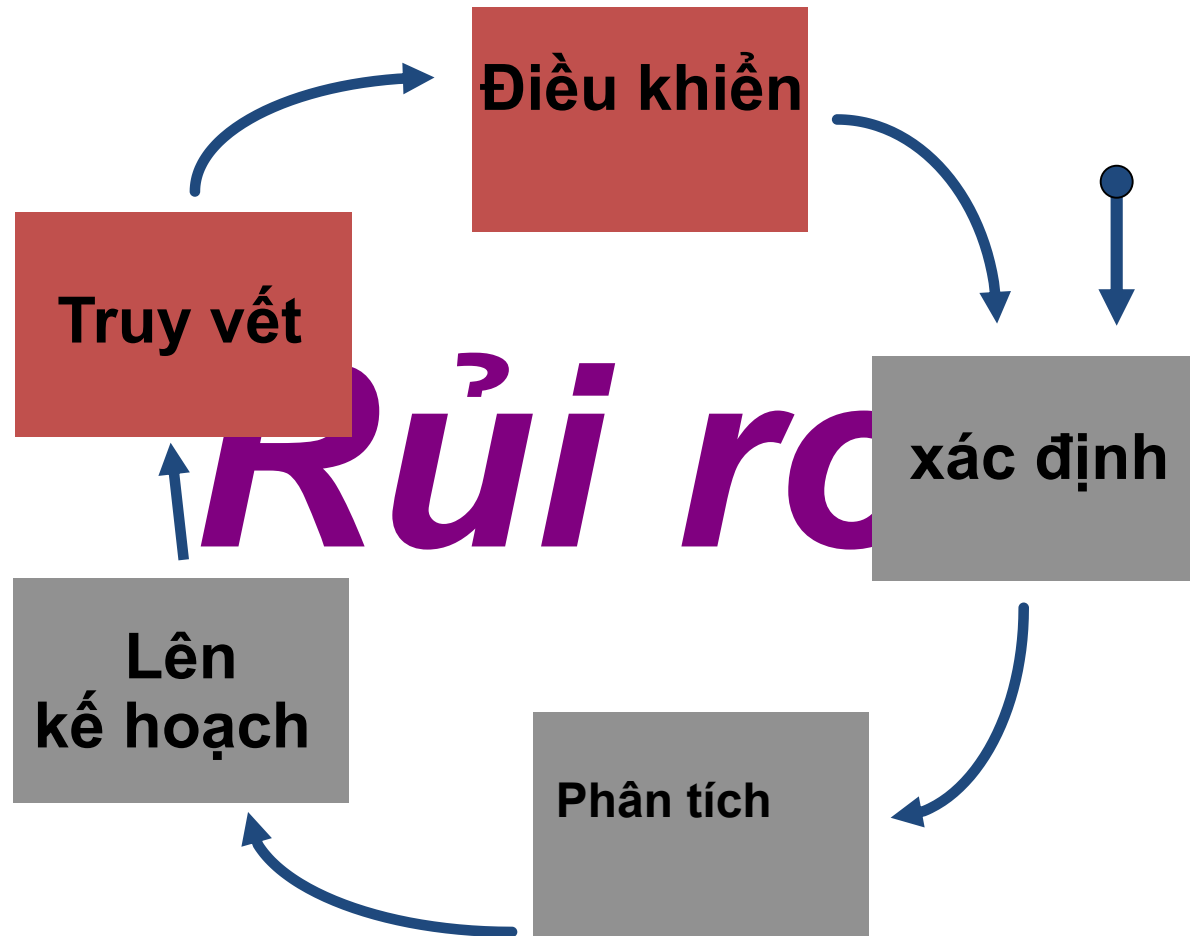 Điều khiển
Truy vết
Rủi ro
xác định
Lên
kế hoạch
Phân tích